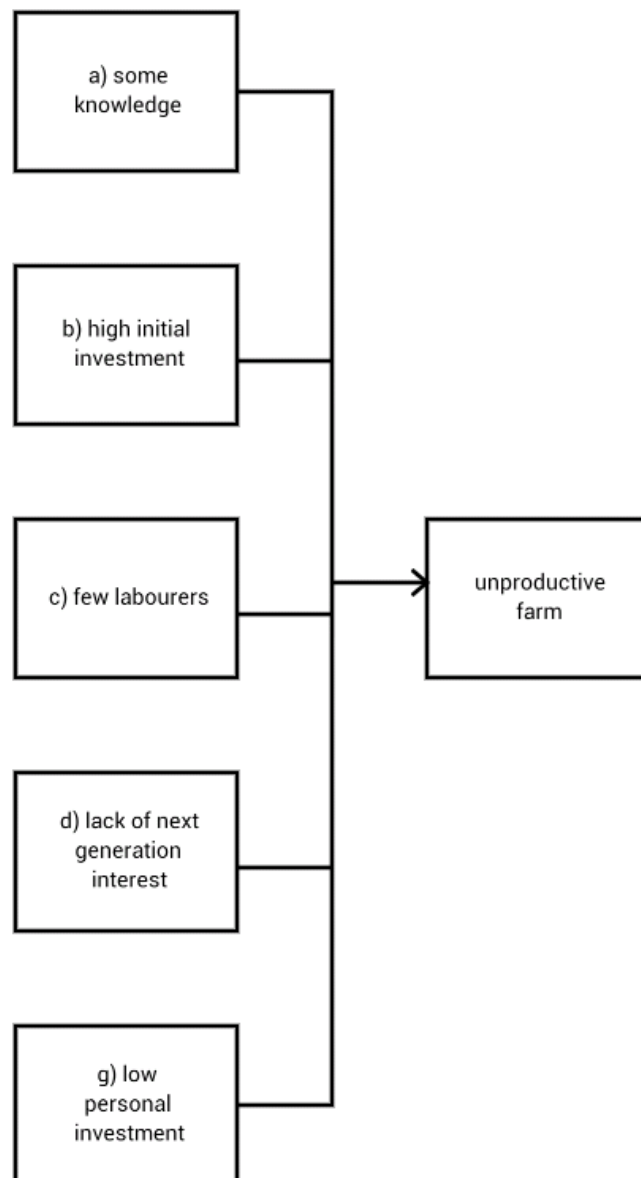 a) some
knowledge
b) high initial
investment
c) few labourers
unproductive
farm
d) lack of next
generation
interest
g) low
personal
investment